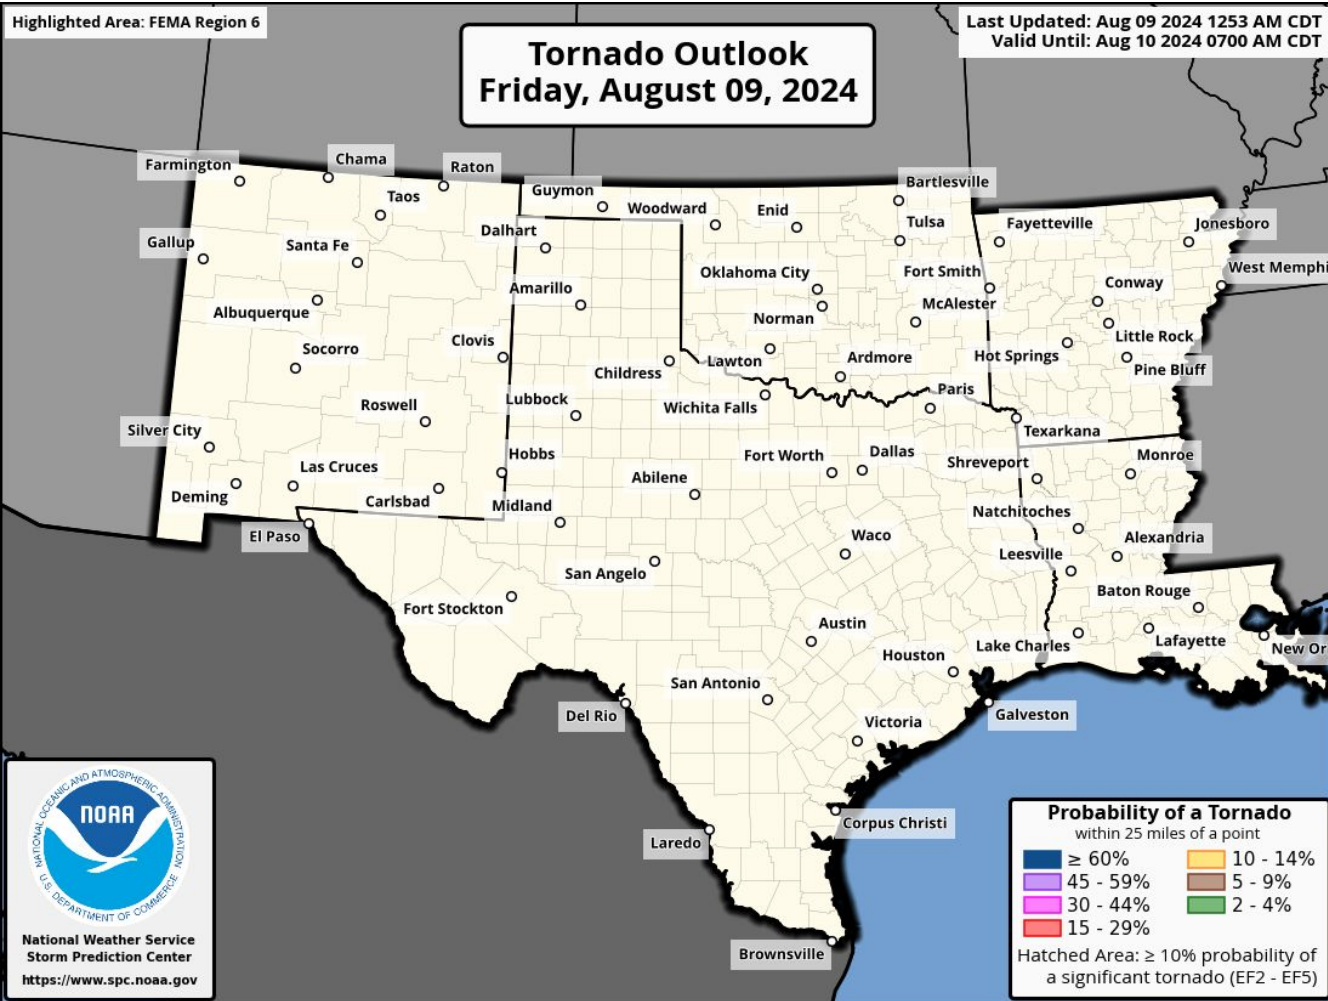 Highlighted Area: FEMA Region 6
Last Updated: Aug 09 2024 1253 AM CDT
Valid Until: Aug 10 2024 0700 AM CDT
Tornado Outlook
Friday, August 09, 2024
Farmington
Chama
Raton
Taos
Guymon
Woodward
Enid
Bartlesville
Tulsa
Fayetteville
Jonesboro
Gallup
Santa Fe
Dalhart
Oklahoma City
Fort Smith
West Memphi
Albuquerque
Amarillo
Norman
McAlester
Conway
Socorro
Clovis
Childress
Lawton
Ardmore
Hot Springs
Little Rock
Pine Bluff
Roswell
Lubbock
Wichita Falls
Paris
Silver City
Texarkana
Las Cruces
Hobbs
Abilene
Fort Worth
Dallas
Shreveport
Monroe
Deming
Carlsbad
Midland
Natchitoches
El Paso
San Angelo
Waco
Leesville
Alexandria
Fort Stockton
Baton Rouge
Austin
Houston
Lake Charles
Lafayette
New Or
San Antonio
Del Rio
Victoria
Galveston
Laredo
Corpus Christi
Brownsville
NATIONAL OCEANIC AND ATMOSPHERIC ADMINISTRATION
NOAA
U.S. DEPARTMENT OF COMMERCE
National Weather Service
Storm Prediction Center
https://www.spc.noaa.gov
Probability of a Tornado
within 25 miles of a point
≥ 60%
10 - 14%
45 - 59%
5 - 9%
30 - 44%
2 - 4%
15 - 29%
Hatched Area: ≥ 10% probability of
a significant tornado (EF2 - EF5)